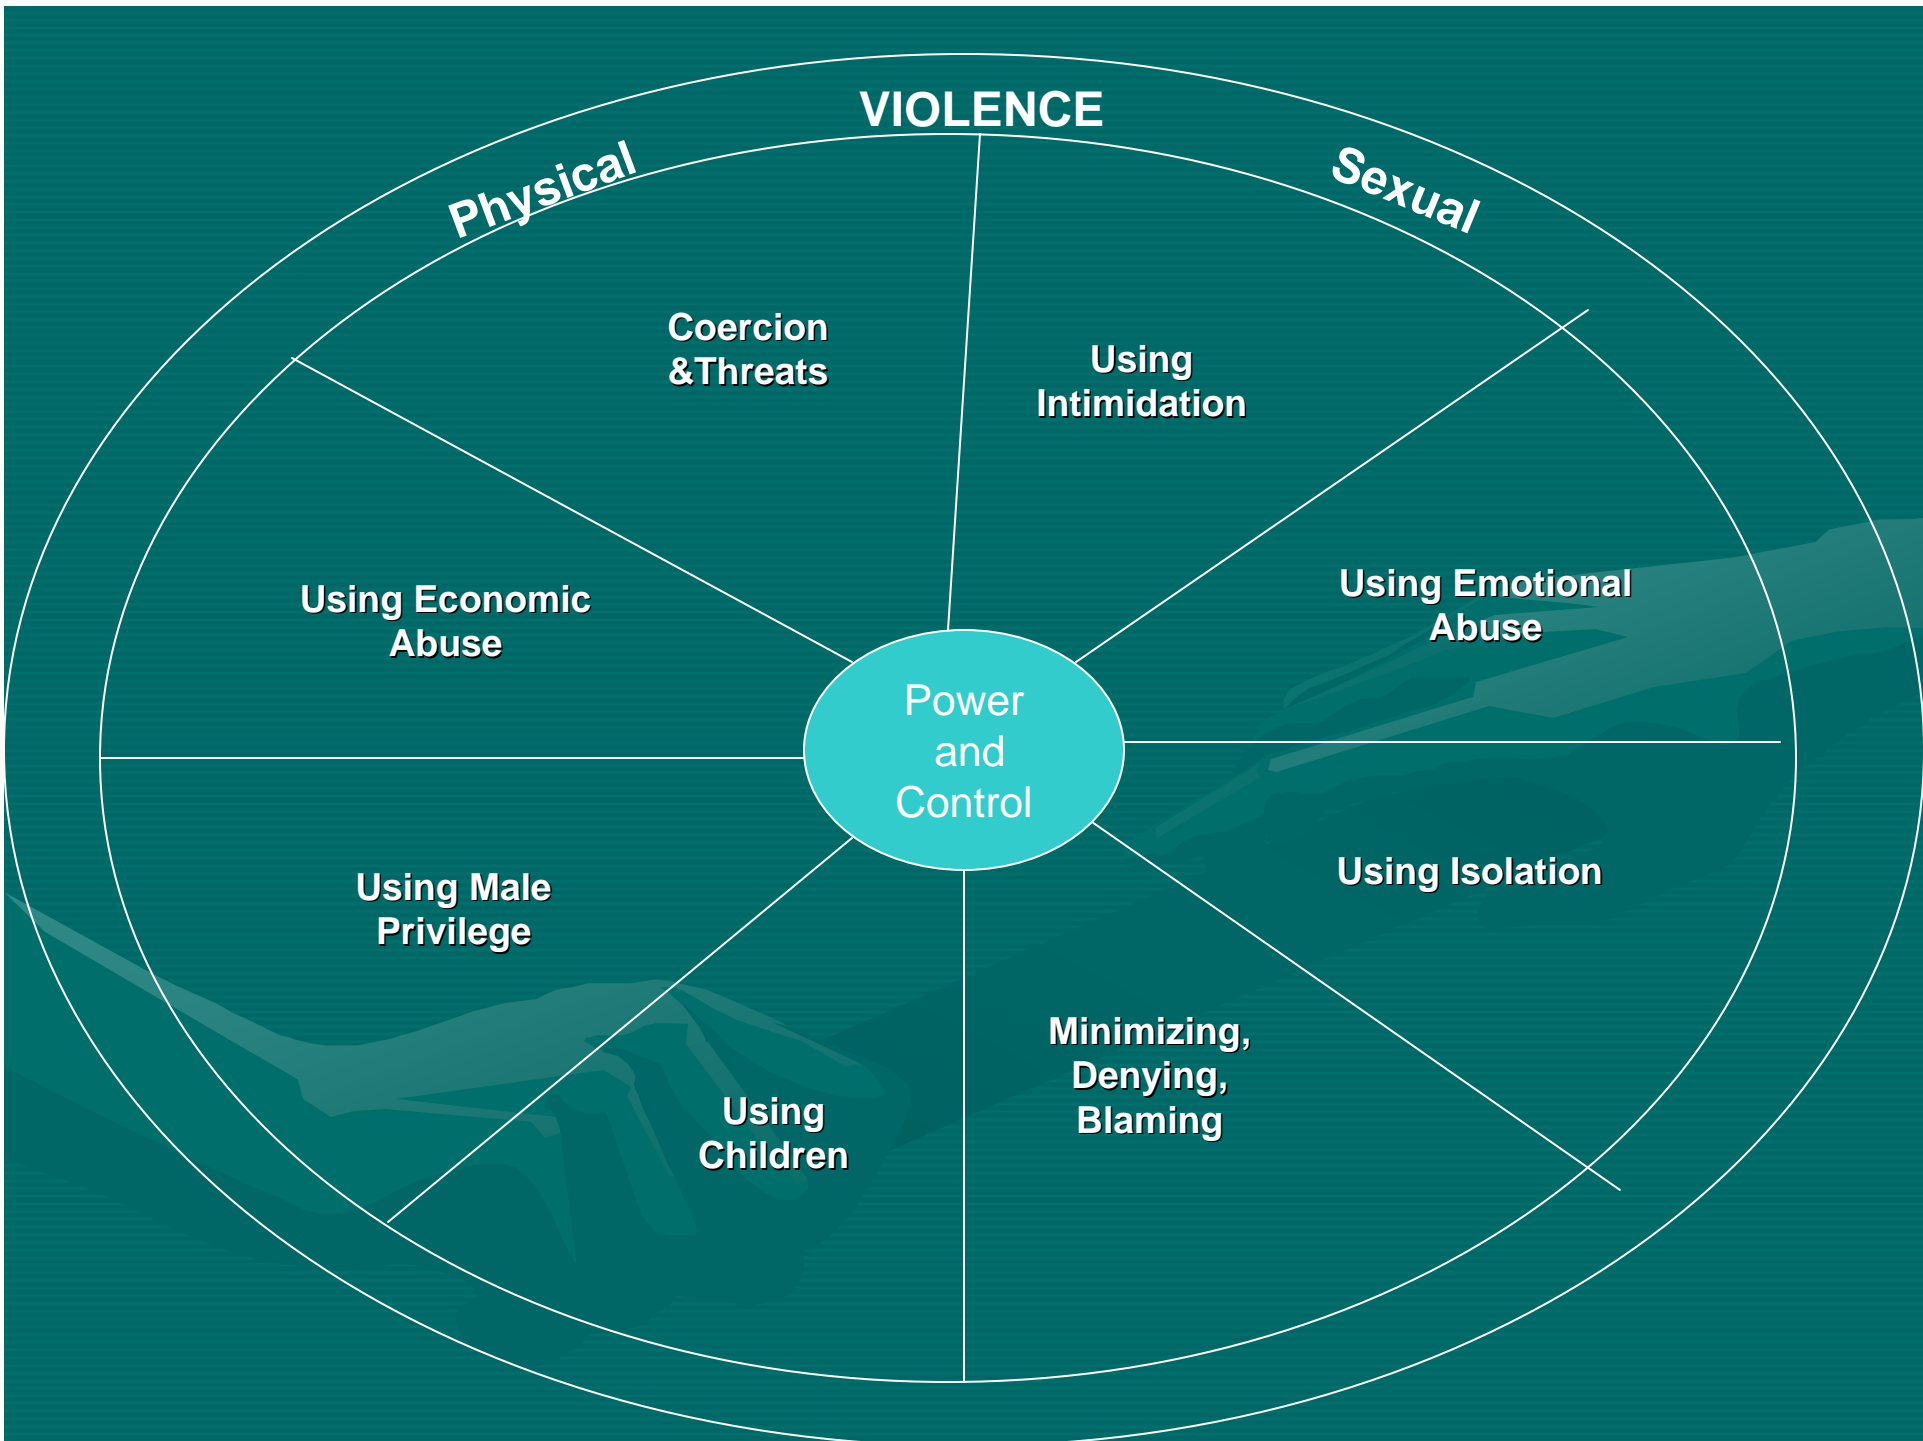 VIOLENCE
Physical
Sexual
Coercion
&Threats
Using
Intimidation
Using Emotional
Abuse
Using Isolation
Minimizing,
Denying,
Blaming
Using
Children
Using Male
Privilege
Using Economic
Abuse
Power
and
Control